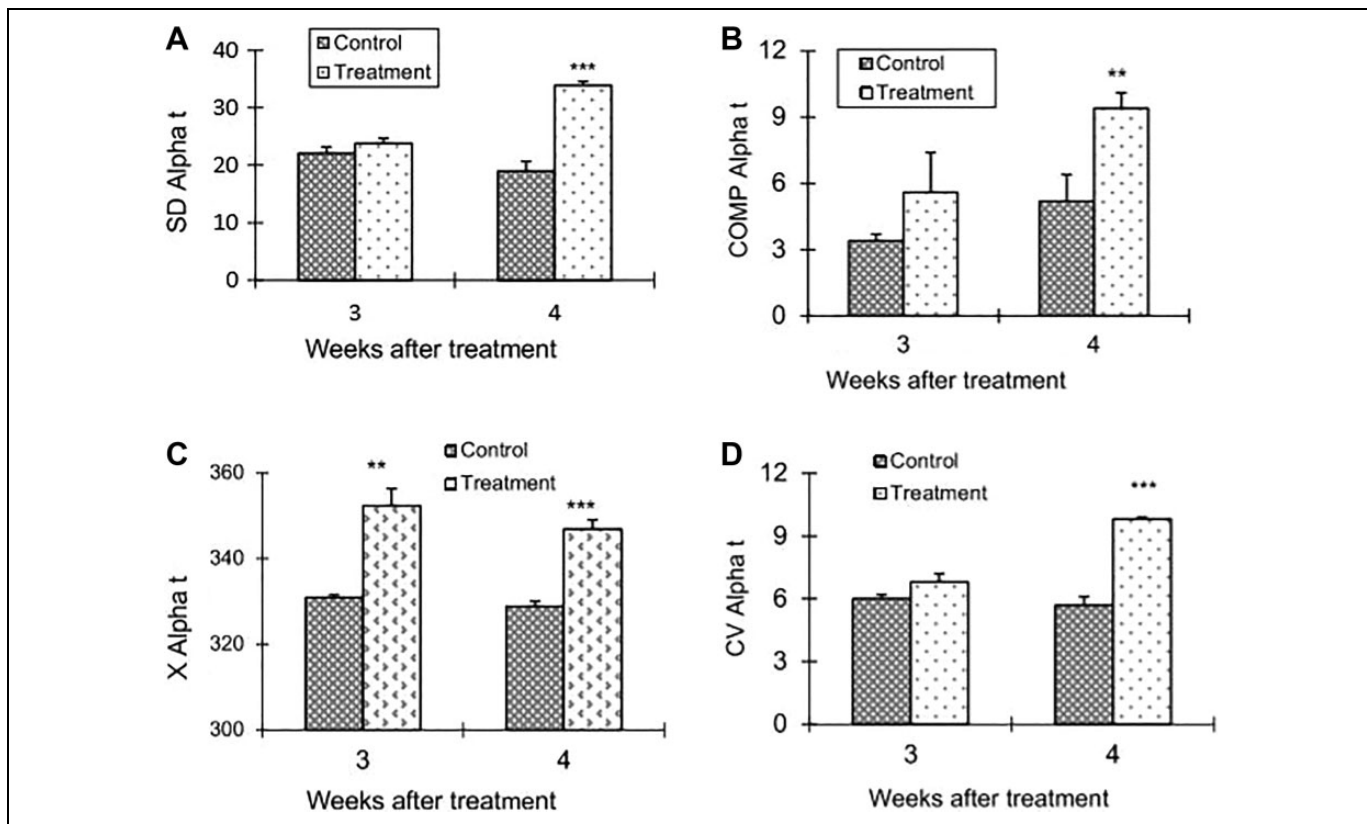 A
SD Alpha t
40
30
20
10
0
Control
Treatment
***
3 4
Weeks after treatment
B
COMP Alpha t
12
9
6
3
0
Control
Treatment
**
3 4
Weeks after treatment
C
X Alpha t
360
340
320
300
Control
Treatment
**
***
3 4
Weeks after treatment
D
CV Alpha t
12
9
6
3
0
Control
Treatment
***
3 4
Weeks after treatment